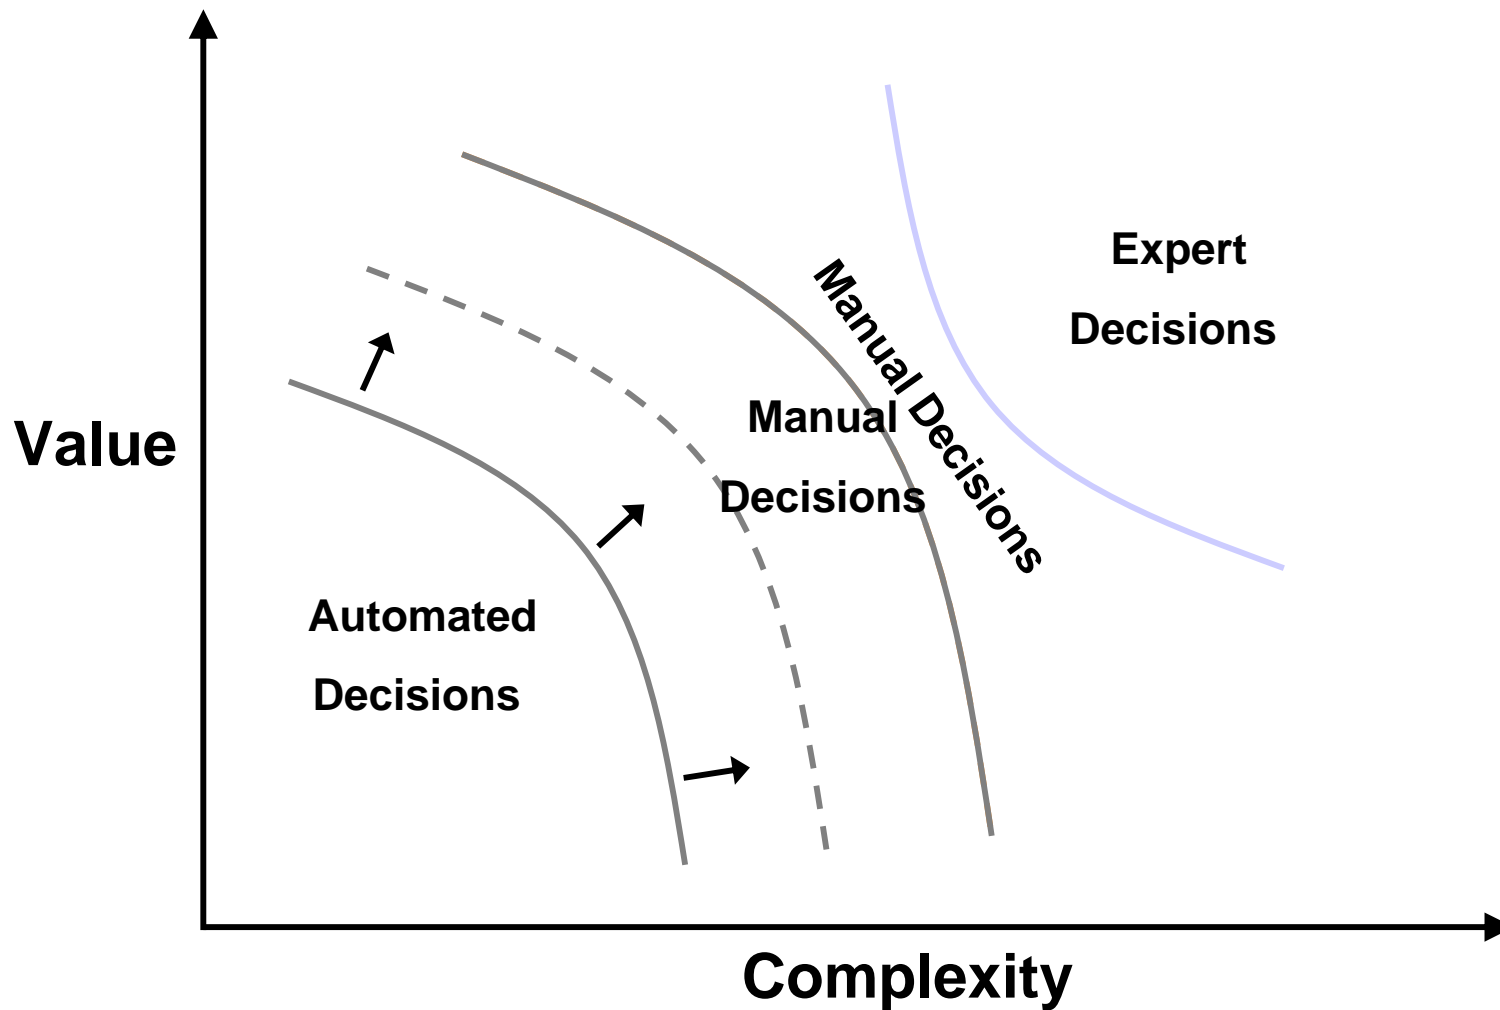 Expert
Decisions
Manual Decisions
Manual
Decisions
Value
Automated
Decisions
Complexity